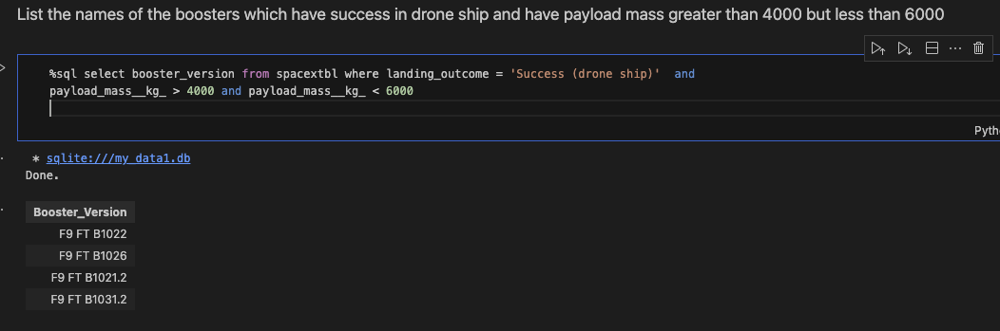 List the names of the boosters which have success in drone ship and have payload mass greater than 4000 but less than 6000
%sql select booster_version from spacextbl where landing_outcome = 'Success (drone ship)'  and
payload_mass__kg_ > 4000 and payload_mass__kg_ < 6000
Pyth
* sqlite:///my_data1.db
Done.
Booster_Version
F9 FT B1022
F9 FT B1026
F9 FT B1021.2
F9 FT B1031.2